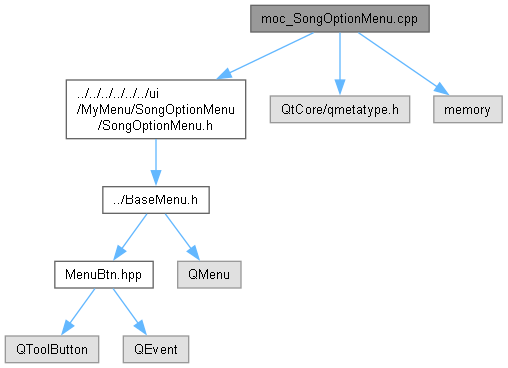 moc_SongOptionMenu.cpp
../../../../../../ui
/MyMenu/SongOptionMenu
/SongOptionMenu.h
QtCore/qmetatype.h
memory
../BaseMenu.h
MenuBtn.hpp
QMenu
QToolButton
QEvent